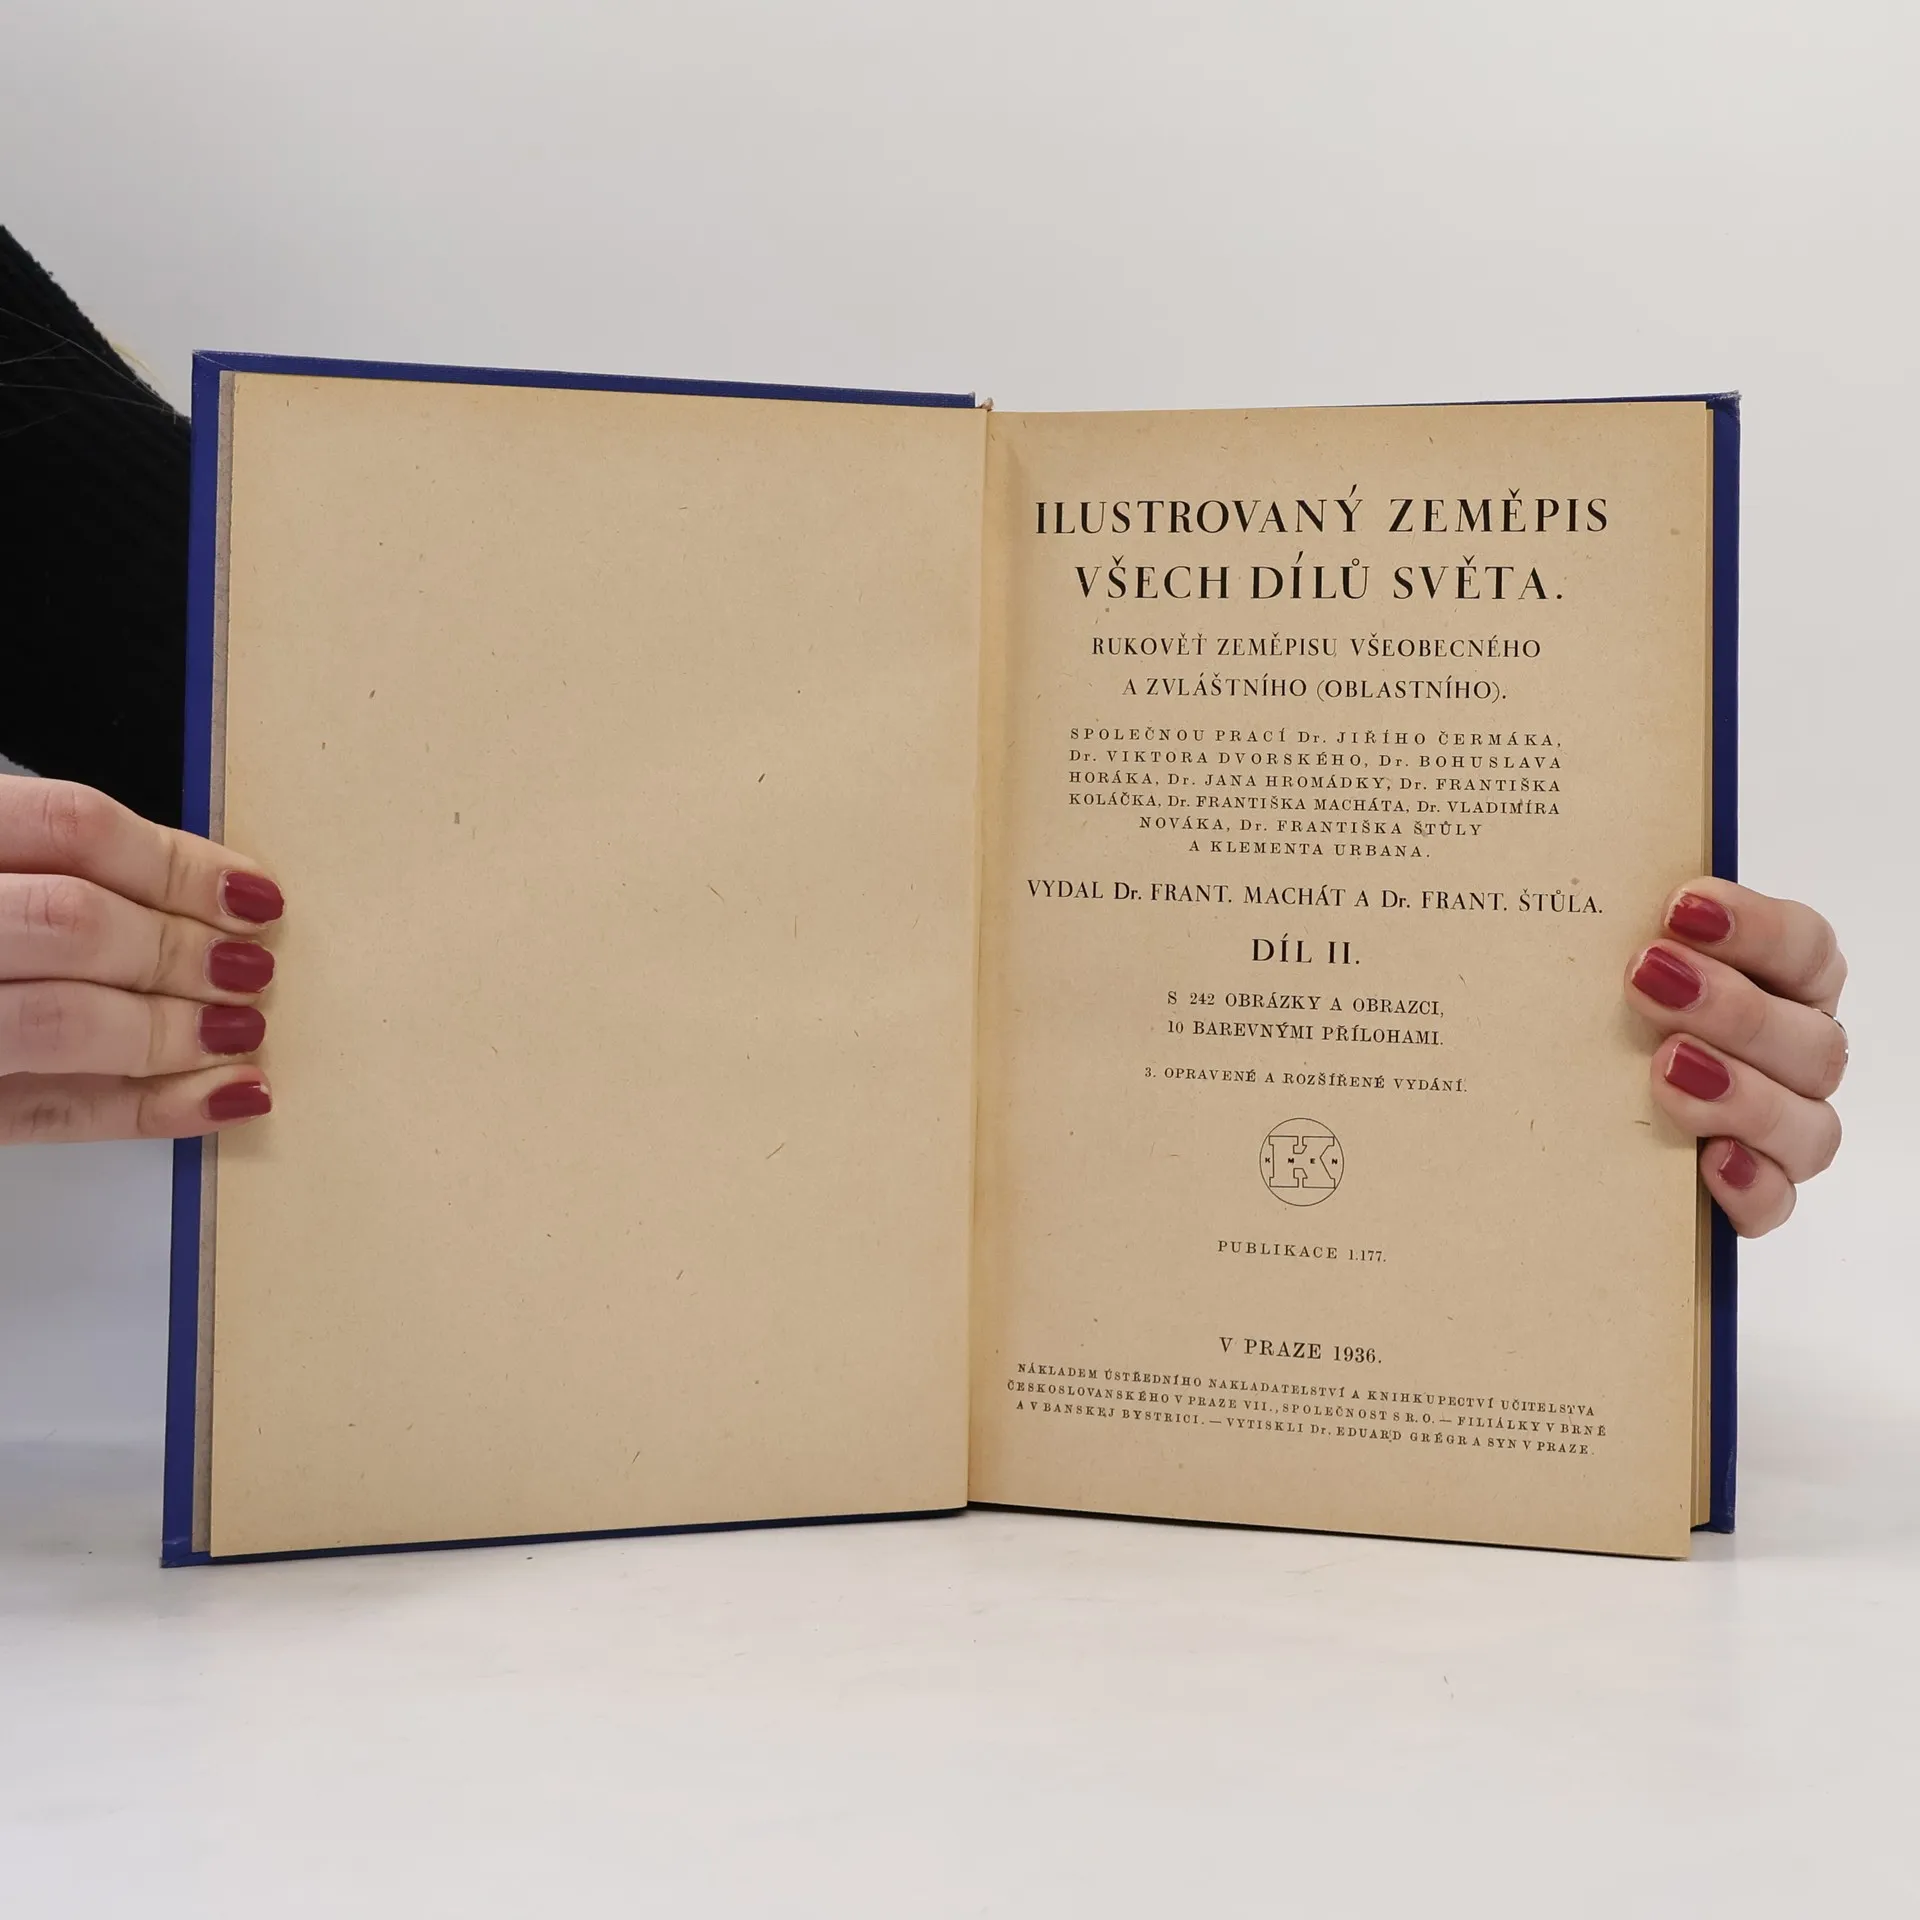 ILUSTROVANÝ ZEMĚPIS
VŠECH DÍLŮ SVĚTA.
RUKOVĚŤ ZEMĚPISU VŠEOBECNÉHO
A ZVLÁŠTNÍHO (OBLASTNÍHO).
SPOLEČNOU PRACÍ Dr. JIŘÍHO ČERMÁKA,
Dr. VIKTORA DVORSKÉHO, Dr. BOHUSLAVA
HORÁKA, Dr. JANA HROMÁDKY, Dr. FRANTIŠKA
KOLÁČKA, Dr. FRANTIŠKA MACHÁTA, Dr. VLADIMÍRA
NOVÁKA, Dr. FRANTIŠKA ŠTŮLY
A KLEMENTA URBANA.
VYDAL Dr. FRANT. MACHÁT A Dr. FRANT. ŠTŮLA.
DÍL II.
S 242 OBRÁZKY A OBRAZCI,
10 BAREVNÝMI PŘÍLOHAMI.
3. OPRAVENÉ A ROZŠÍŘENÉ VYDÁNÍ.
K
KMEN
PUBLIKACE 1.177.
V PRAZE 1936.
NÁKLADEM ÚSTŘEDNÍHO NAKLADATELSTVÍ A KNIHKUPECTVÍ UČITELSTVA
ČESKOSLOVANSKÉHO V PRAZE VII., SPOLEČNOST S R. O. — FILIÁLKY V BRNĚ
A V BANSKEJ BYSTRICI. — VYTISKLI Dr. EDUARD GRÉGR A SYN V PRAZE.